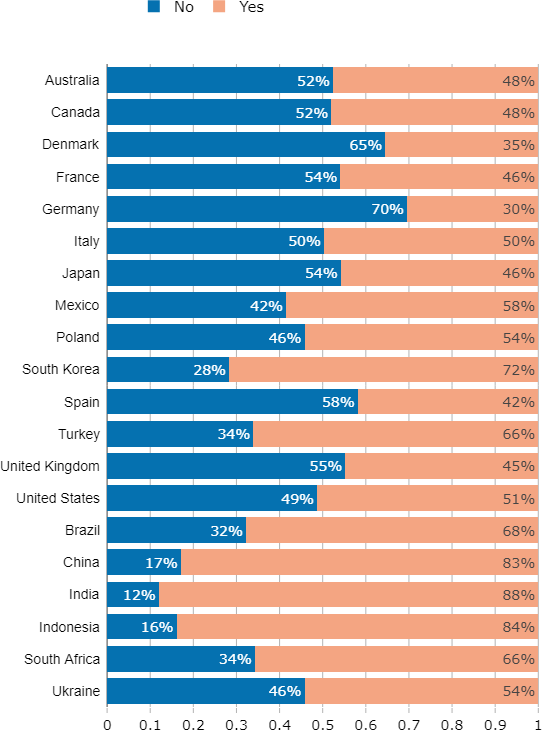 No Yes
Australia 52% 48%
Canada 52% 48%
Denmark 65% 35%
France 54% 46%
Germany 70% 30%
Italy 50% 50%
Japan 54% 46%
Mexico 42% 58%
Poland 46% 54%
South Korea 28% 72%
Spain 58% 42%
Turkey 34% 66%
United Kingdom 55% 45%
United States 49% 51%
Brazil 32% 68%
China 17% 83%
India 12% 88%
Indonesia 16% 84%
South Africa 34% 66%
Ukraine 46% 54%
0 0.1 0.2 0.3 0.4 0.5 0.6 0.7 0.8 0.9 1